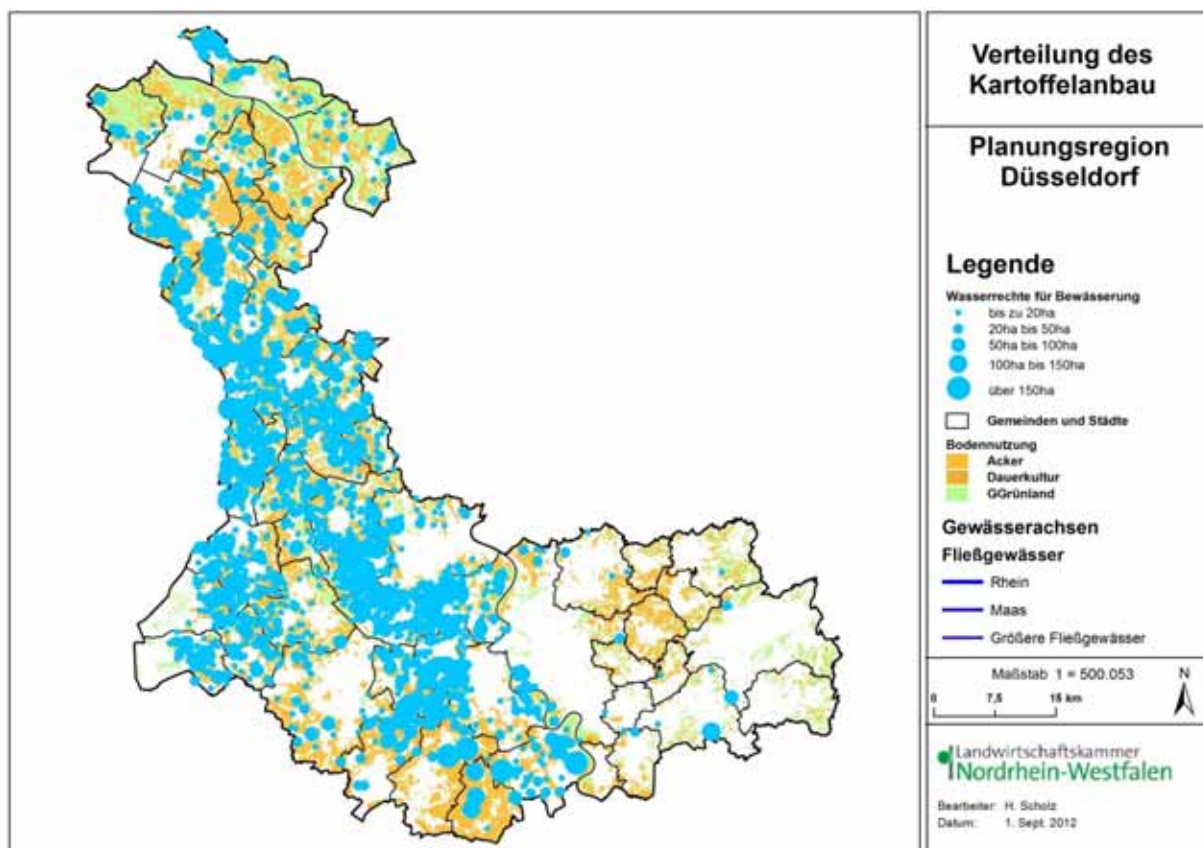 Verteilung des
Kartoffelanbau
Planungsregion
Düsseldorf
Legende
Wasserrechte für Bewässerung
bis zu 20ha
20ha bis 50ha
50ha bis 100ha
100ha bis 150ha
über 150ha
Gemeinden und Städte
Bodennutzung
Acker
Dauerkultur
GGrünland
Gewässerachsen
Fließgewässer
Rhein
Maas
Größere Fließgewässer
Maßstab 1 = 500.053
N
0 7,5 15 km
Landwirtschaftskammer
Nordrhein-Westfalen
Bearbeiter: H. Scholz
Datum: 1. Sept. 2012